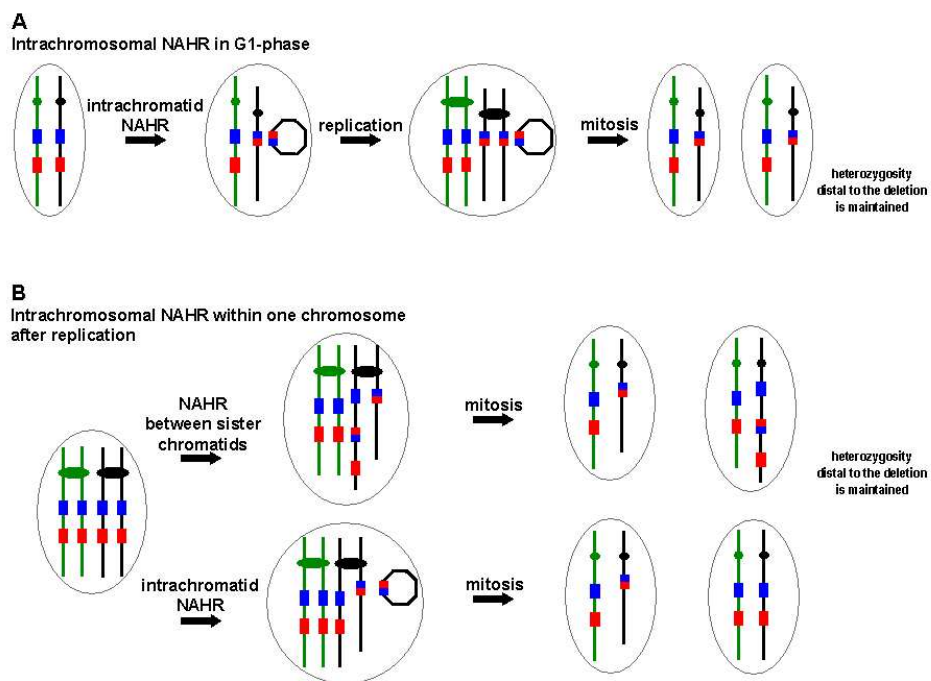 A
Intrachromosomal NAHR in G1-phase
intrachromatid
NAHR
replication
mitosis
heterozygosity
distal to the deletion
is maintained
B
Intrachromosomal NAHR within one chromosome
after replication
NAHR
between sister
chromatids
mitosis
heterozygosity
distal to the deletion
is maintained
intrachromatid
NAHR
mitosis